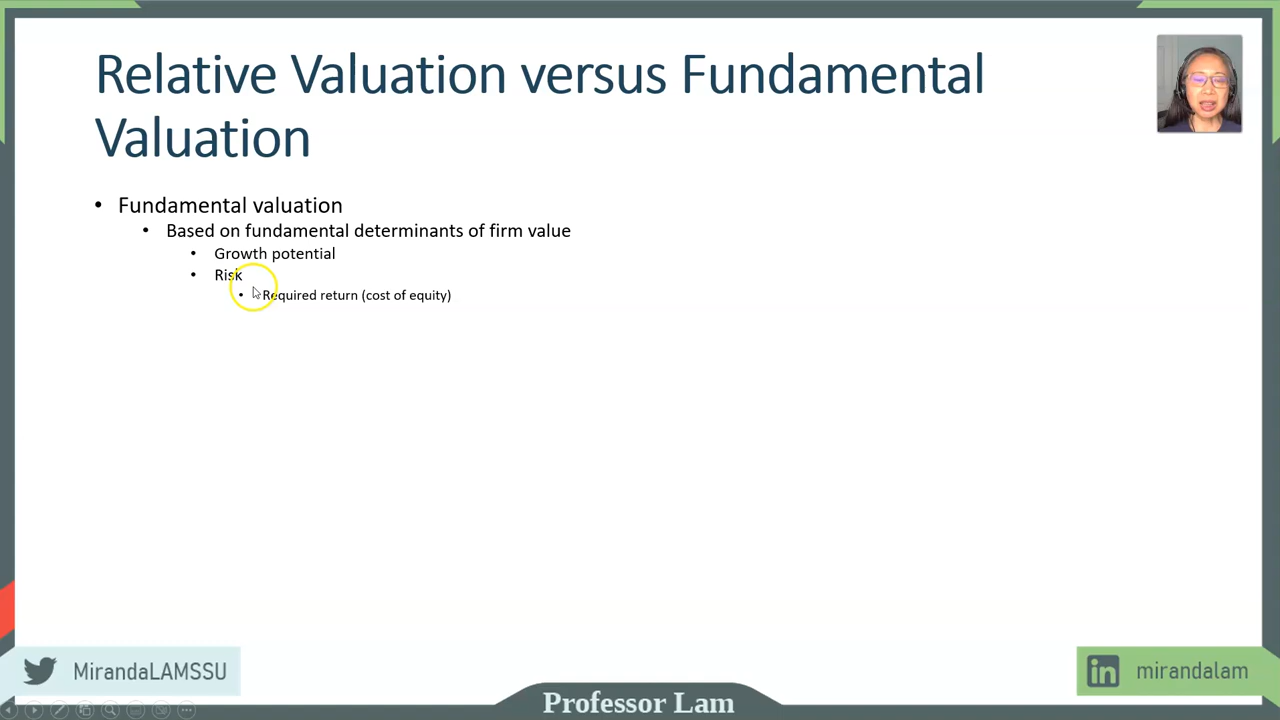 Relative Valuation versus Fundamental
Valuation
• Fundamental valuation
• Based on fundamental determinants of firm value
• Growth potential
• Risk
• Required return (cost of equity)
MirandaLAMSSU
in mirandalam
Professor Lam